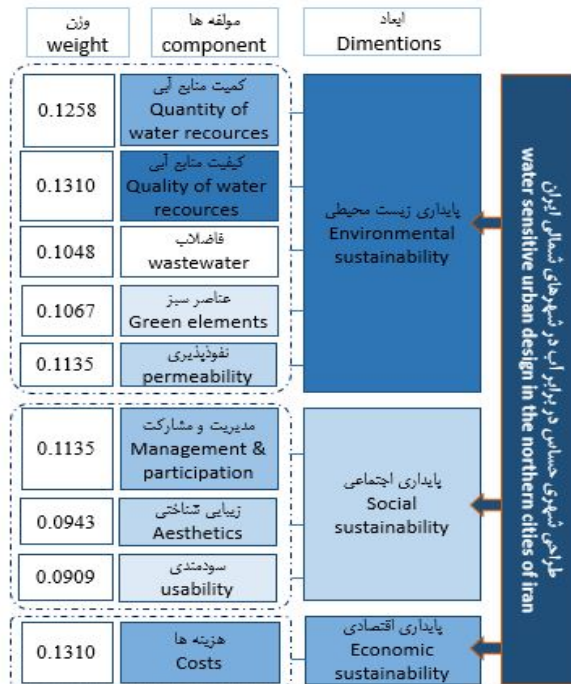 وزن
weight
مولفه ها
component
ابعاد
Dimentions
0.1258
کمیت منابع آبی
Quantity of
water recources
0.1310
کیفیت منابع آبی
Quality of water
recources
0.1048
فاضلاب
wastewater
0.1067
عناصر سبز
Green elements
0.1135
نفوذپذیری
permeability
پایداری زیست محیطی
Environmental
sustainability
0.1135
مدیریت و مشارکت
Management &
participation
0.0943
زیبایی شناختی
Aesthetics
0.0909
سودمندی
usability
پایداری اجتماعی
Social
sustainability
0.1310
هزینه ها
Costs
پایداری اقتصادی
Economic
sustainability
طراحی شهری حساس در برابر آب در شهرهای شمالی ایران
water sensitive urban design in the northern cities of iran